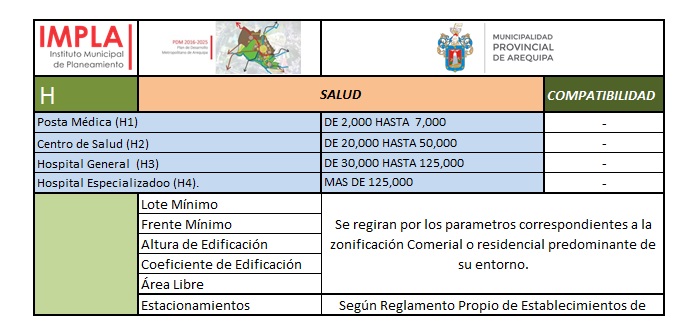 IMPLA
Instituto Municipal
de Planeamiento
PDM 2016-2025
Plan de Desarrollo
Metropolitano de Arequipa
MUNICIPALIDAD
PROVINCIAL
DE AREQUIPA
H SALUD COMPATIBILIDAD
Posta Médica (H1) DE 2,000 HASTA 7,000 -
Centro de Salud (H2) DE 20,000 HASTA 50,000 -
Hospital General (H3) DE 30,000 HASTA 125,000 -
Hospital Especializadoo (H4). MAS DE 125,000 -
Lote Mínimo
Frente Mínimo
Altura de Edificación
Coeficiente de Edificación
Área Libre
Se regiran por los parametros correspondientes a la
zonificación Comerial o residencial predominante de
su entorno.
Estacionamientos Según Reglamento Propio de Establecimientos de